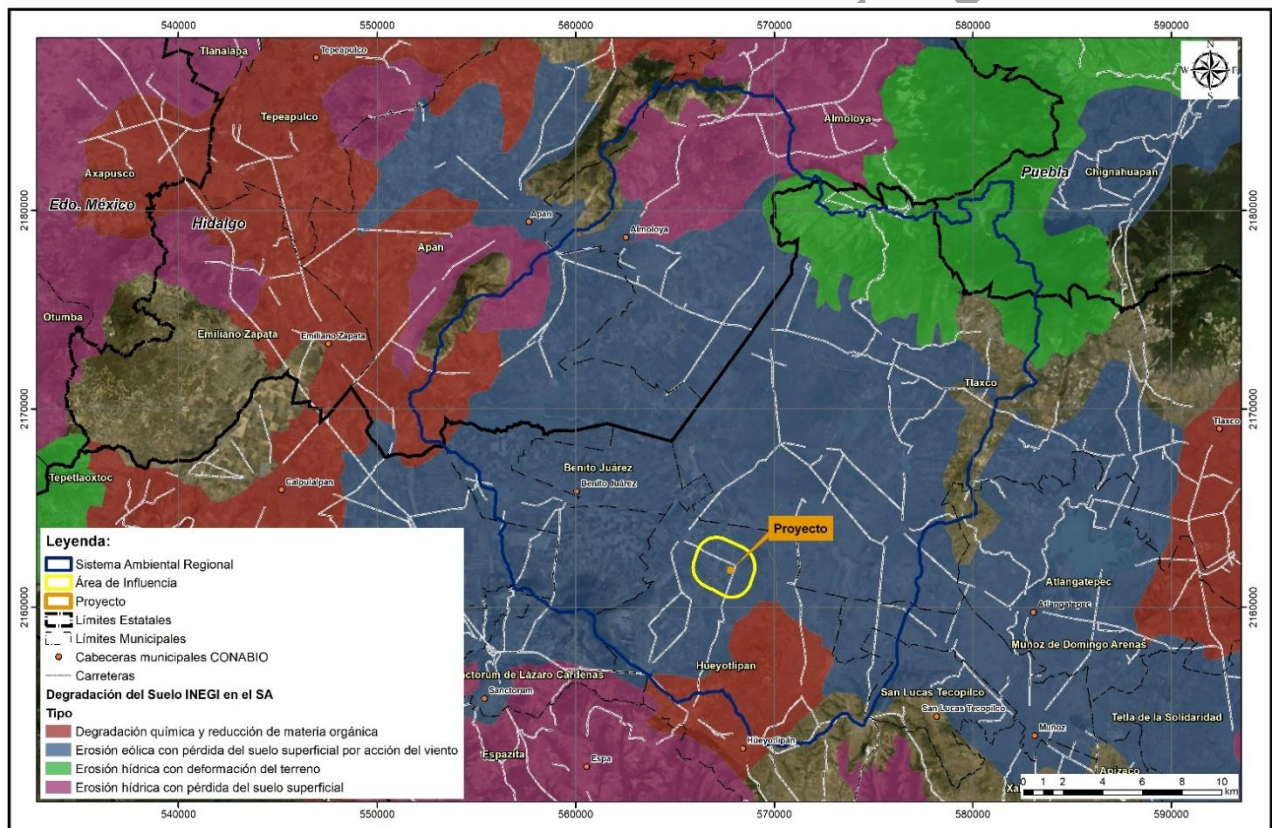 540000 550000 560000 570000 580000 590000
Tlanalapa
Tepeapulco
N
W E
S
Tepeapulco
Almoloya
Axapusco
Puebla
Chignahuapan
Edo. México
Hidalgo
2180000
2180000
Apan
Almoloya
Apan
Otumba
Emiliano Zapata
Emiliano Zapata
Tlaxco
2170000
2170000
Tlaxco
Tepetlaoxtoc
Calpulalpan
Benito Juárez
Benito Juárez
Proyecto
Leyenda:
Sistema Ambiental Regional
Área de Influencia
Proyecto
Límites Estatales
Límites Municipales
Cabeceras municipales CONABIO
Carreteras
Degradación del Suelo INEGI en el SA
Tipo
Degradación química y reducción de materia orgánica
Erosión eólica con pérdida del suelo superficial por acción del viento
Erosión hídrica con deformación del terreno
Erosión hídrica con pérdida del suelo superficial
Atlangatepec
Atlangatepec
2160000
2160000
Muñoz de Domingo Arenas
Hueyotlipan
de Lázaro Cárdenas
Sanctorum
San Lucas Tecopilco
San Lucas Tecopilco
Tetla de la Solidaridad
Muñoz
Hueyotlipan
Espazita
Espa
Apizaco
0 1 2 4 6 8 10
km
540000 550000 560000 570000 580000 590000